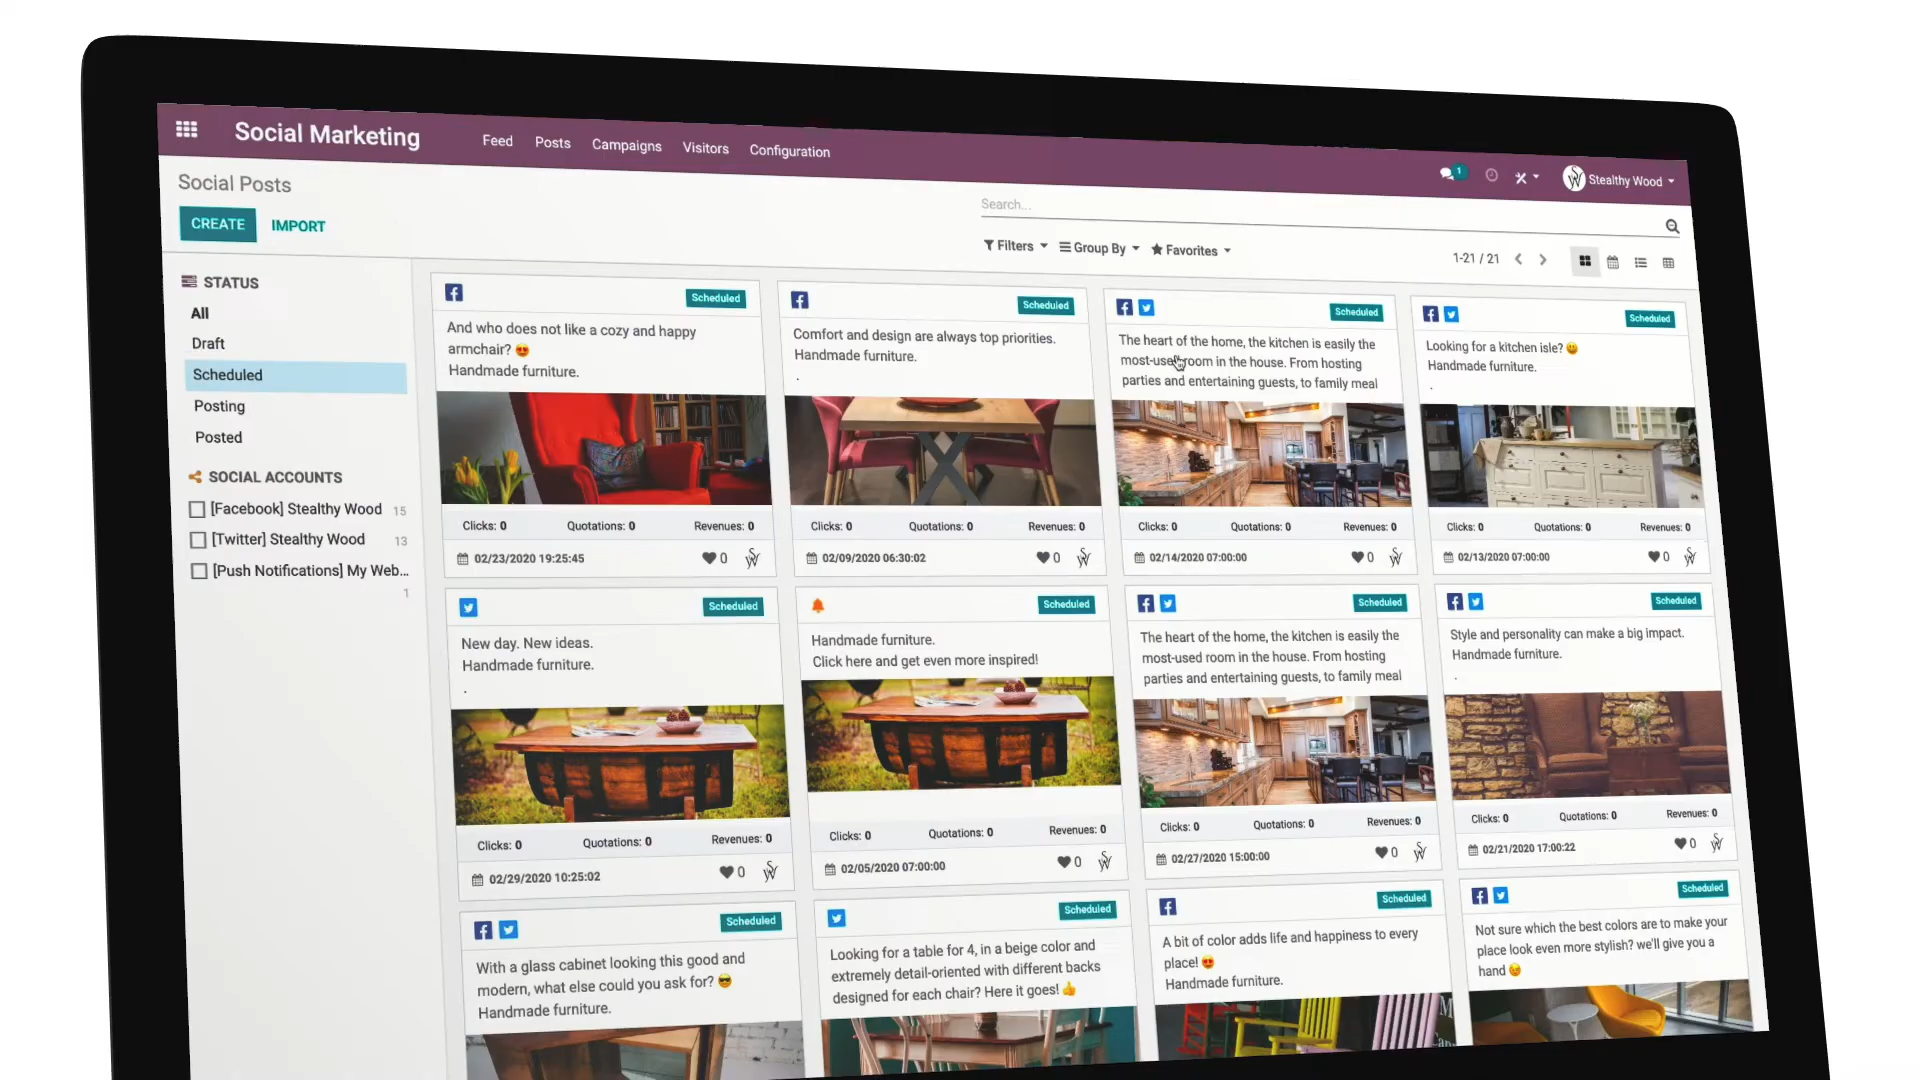 Social Marketing
Feed
Posts
Campaigns
Visitors
Configuration
1
Stealthy Wood
Social Posts
CREATE
IMPORT
Search...
Filters
Group By
Favorites
1-21 / 21
STATUS
All
Draft
Scheduled
Posting
Posted
SOCIAL ACCOUNTS
[Facebook] Stealthy Wood 15
[Twitter] Stealthy Wood 13
[Push Notifications] My Web...
1
Scheduled
And who does not like a cozy and happy
armchair? 😍
Handmade furniture.
Clicks: 0 Quotations: 0 Revenues: 0
02/23/2020 19:25:45 0
Scheduled
Comfort and design are always top priorities.
Handmade furniture.
.
Clicks: 0 Quotations: 0 Revenues: 0
02/09/2020 06:30:02 0
Scheduled
The heart of the home, the kitchen is easily the
most-used room in the house. From hosting
parties and entertaining guests, to family meal
Clicks: 0 Quotations: 0 Revenues: 0
02/14/2020 07:00:00 0
Scheduled
Looking for a kitchen isle? 😀
Handmade furniture.
.
Clicks: 0 Quotations: 0 Revenues: 0
02/13/2020 07:00:00 0
Scheduled
New day. New ideas.
Handmade furniture.
.
Clicks: 0 Quotations: 0 Revenues: 0
02/29/2020 10:25:02 0
Scheduled
Handmade furniture.
Click here and get even more inspired!
Clicks: 0 Quotations: 0 Revenues: 0
02/05/2020 07:00:00 0
Scheduled
The heart of the home, the kitchen is easily the
most-used room in the house. From hosting
parties and entertaining guests, to family meal
Clicks: 0 Quotations: 0 Revenues: 0
02/27/2020 15:00:00 0
Scheduled
Style and personality can make a big impact.
Handmade furniture.
.
Clicks: 0 Quotations: 0 Revenues: 0
02/21/2020 17:00:22 0
Scheduled
With a glass cabinet looking this good and
modern, what else could you ask for? 😎
Handmade furniture.
Scheduled
Looking for a table for 4, in a beige color and
extremely detail-oriented with different backs
designed for each chair? Here it goes! 👍
Scheduled
A bit of color adds life and happiness to every
place! 😍
Handmade furniture.
Scheduled
Not sure which the best colors are to make your
place look even more stylish? we'll give you a
hand 😉